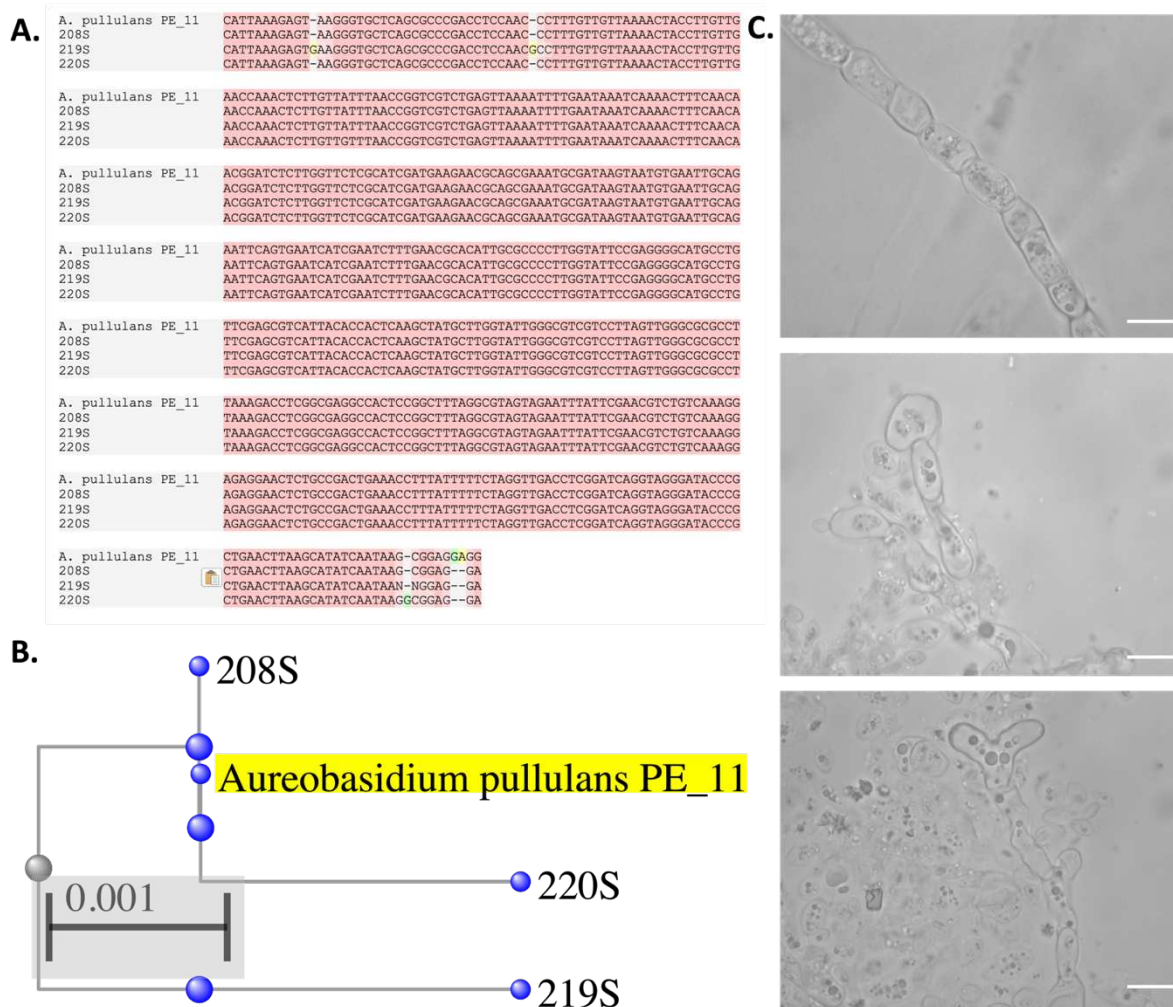 A.
A. pullulans PE_11 CATTAAAGAGT-AAGGGTGCTCAGCGCCCGACCTCCAAC-CCTTTGTTGTTAAAACTACCTTGTTG
208S CATTAAAGAGT-AAGGGTGCTCAGCGCCCGACCTCCAAC-CCTTTGTTGTTAAAACTACCTTGTTG
219S CATTAAAGAGTGAAGGGTGCTCAGCGCCCGACCTCCAACGCCTTTGTTGTTAAAACTACCTTGTTG
220S CATTAAAGAGT-AAGGGTGCTCAGCGCCCGACCTCCAAC-CCTTTGTTGTTAAAACTACCTTGTTG
A. pullulans PE_11 AACCAAACTCTTGTTATTTAACCGGTCGTCTGAGTTAAAATTTTGAATAAATCAAAACTTTCAACA
208S AACCAAACTCTTGTTATTTAACCGGTCGTCTGAGTTAAAATTTTGAATAAATCAAAACTTTCAACA
219S AACCAAACTCTTGTTATTTAACCGGTCGTCTGAGTTAAAATTTTGAATAAATCAAAACTTTCAACA
220S AACCAAACTCTTGTTGTTTAACCGGTCGTCTGAGTTAAAATTTTGAATAAATCAAAACTTTCAACA
A. pullulans PE_11 ACGGATCTCTTGGTTCTCGCATCGATGAAGAACGCAGCGAAATGCGATAAGTAATGTGAATTGCAG
208S ACGGATCTCTTGGTTCTCGCATCGATGAAGAACGCAGCGAAATGCGATAAGTAATGTGAATTGCAG
219S ACGGATCTCTTGGTTCTCGCATCGATGAAGAACGCAGCGAAATGCGATAAGTAATGTGAATTGCAG
220S ACGGATCTCTTGGTTCTCGCATCGATGAAGAACGCAGCGAAATGCGATAAGTAATGTGAATTGCAG
A. pullulans PE_11 AATTCAGTGAATCATCGAATCTTTGAACGCACATTGCGCCCCTTGGTATTCCGAGGGGCATGCCTG
208S AATTCAGTGAATCATCGAATCTTTGAACGCACATTGCGCCCCTTGGTATTCCGAGGGGCATGCCTG
219S AATTCAGTGAATCATCGAATCTTTGAACGCACATTGCGCCCCTTGGTATTCCGAGGGGCATGCCTG
220S AATTCAGTGAATCATCGAATCTTTGAACGCACATTGCGCCCCTTGGTATTCCGAGGGGCATGCCTG
A. pullulans PE_11 TTCGAGCGTCATTACACCACTCAAGCTATGCTTGGTATTGGGCGTCGTCCTTAGTTGGGCGCGCCT
208S TTCGAGCGTCATTACACCACTCAAGCTATGCTTGGTATTGGGCGTCGTCCTTAGTTGGGCGCGCCT
219S TTCGAGCGTCATTACACCACTCAAGCTATGCTTGGTATTGGGCGTCGTCCTTAGTTGGGCGCGCCT
220S TTCGAGCGTCATTACACCACTCAAGCTATGCTTGGTATTGGGCGTCGTCCTTAGTTGGGCGCGCCT
A. pullulans PE_11 TAAAGACCTCGGCGAGGCCACTCCGGCTTTAGGCGTAGTAGAATTTATTCGAACGTCTGTCAAAGG
208S TAAAGACCTCGGCGAGGCCACTCCGGCTTTAGGCGTAGTAGAATTTATTCGAACGTCTGTCAAAGG
219S TAAAGACCTCGGCGAGGCCACTCCGGCTTTAGGCGTAGTAGAATTTATTCGAACGTCTGTCAAAGG
220S TAAAGACCTCGGCGAGGCCACTCCGGCTTTAGGCGTAGTAGAATTTATTCGAACGTCTGTCAAAGG
A. pullulans PE_11 AGAGGAACTCTGCCGACTGAAACCTTTATTTTTCTAGGTTGACCTCGGATCAGGTAGGGATACCCG
208S AGAGGAACTCTGCCGACTGAAACCTTTATTTTTCTAGGTTGACCTCGGATCAGGTAGGGATACCCG
219S AGAGGAACTCTGCCGACTGAAACCTTTATTTTTCTAGGTTGACCTCGGATCAGGTAGGGATACCCG
220S AGAGGAACTCTGCCGACTGAAACCTTTATTTTTCTAGGTTGACCTCGGATCAGGTAGGGATACCCG
A. pullulans PE_11 CTGAACTTAAGCATATCAATAAG-CGGAGGAGG
208S CTGAACTTAAGCATATCAATAAG-CGGAG--GA
219S CTGAACTTAAGCATATCAATAAN-NGGAG--GA
220S CTGAACTTAAGCATATCAATAAGGCGGAG--GA
B.
208S
Aureobasidium pullulans PE_11
220S
0.001
219S
C.